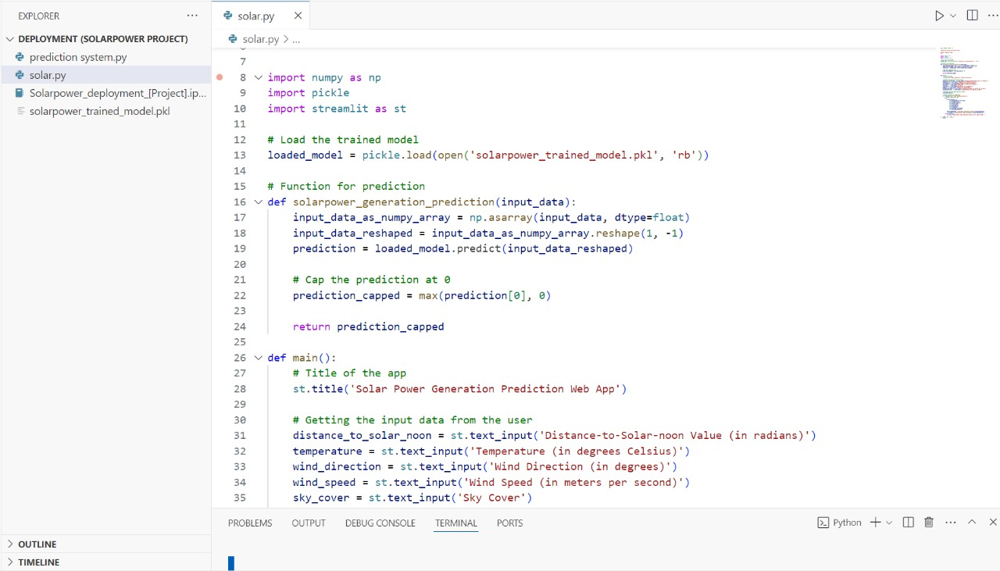 EXPLORER
DEPLOYMENT (SOLARPOWER PROJECT)
prediction system.py
solar.py
Solarpower_deployment_[Project].ip...
solarpower_trained_model.pkl
OUTLINE
TIMELINE
solar.py
solar.py > ...
7
8 import numpy as np
9 import pickle
10 import streamlit as st
11
12 # Load the trained model
13 loaded_model = pickle.load(open('solarpower_trained_model.pkl', 'rb'))
14
15 # Function for prediction
16 def solarpower_generation_prediction(input_data):
17 input_data_as_numpy_array = np.asarray(input_data, dtype=float)
18 input_data_reshaped = input_data_as_numpy_array.reshape(1, -1)
19 prediction = loaded_model.predict(input_data_reshaped)
20
21 # Cap the prediction at 0
22 prediction_capped = max(prediction[0], 0)
23
24 return prediction_capped
25
26 def main():
27 # Title of the app
28 st.title('Solar Power Generation Prediction Web App')
29
30 # Getting the input data from the user
31 distance_to_solar_noon = st.text_input('Distance-to-Solar-noon Value (in radians)')
32 temperature = st.text_input('Temperature (in degrees Celsius)')
33 wind_direction = st.text_input('Wind Direction (in degrees)')
34 wind_speed = st.text_input('Wind Speed (in meters per second)')
35 sky_cover = st.text_input('Sky Cover')
PROBLEMS OUTPUT DEBUG CONSOLE TERMINAL PORTS Python